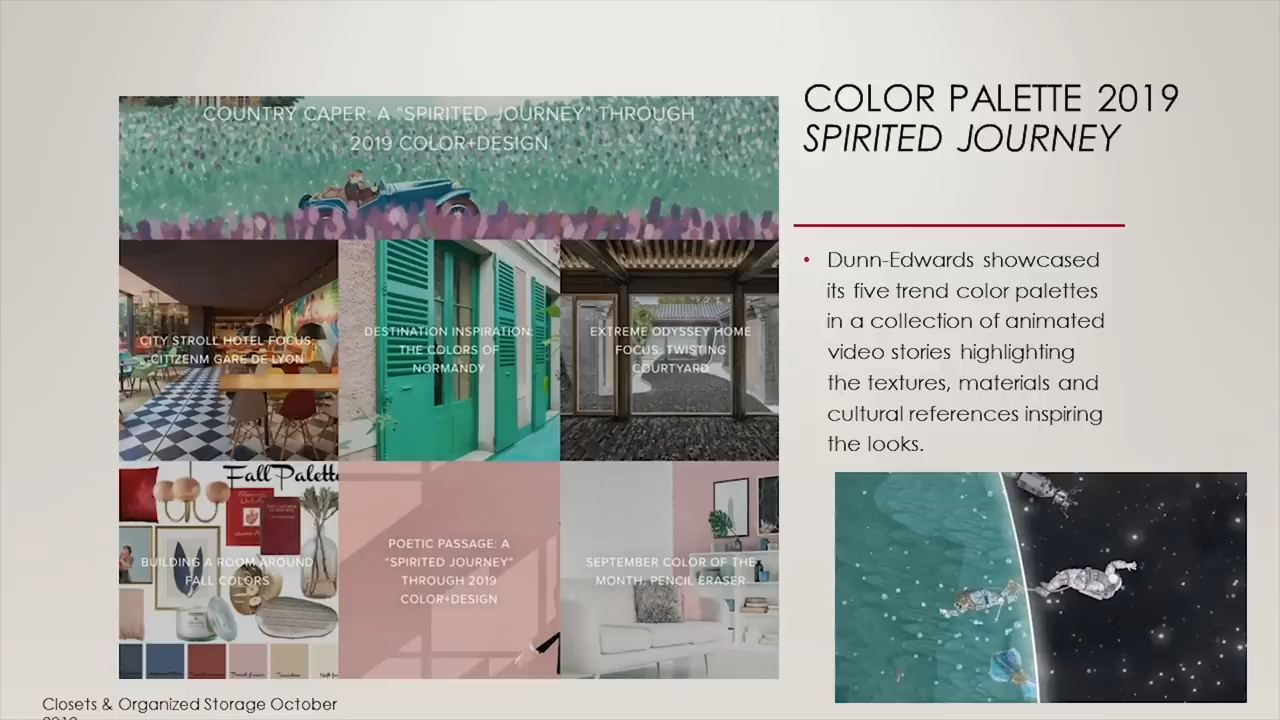 COLOR PALETTE 2019
SPIRITED JOURNEY
COUNTRY CAPER: A “SPIRITED JOURNEY” THROUGH
2019 COLOR+DESIGN
CITY STROLL HOTEL FOCUS:
CITIZENM GARE DE LYON
DESTINATION INSPIRATION:
THE COLORS OF
NORMANDY
EXTREME ODYSSEY HOME
FOCUS: TWISTING
COURTYARD
Fall Palette
BUILDING A ROOM AROUND
FALL COLORS
POETIC PASSAGE: A
“SPIRITED JOURNEY”
THROUGH 2019
COLOR+DESIGN
SEPTEMBER COLOR OF THE
MONTH: PENCIL ERASER
• Dunn-Edwards showcased
its five trend color palettes
in a collection of animated
video stories highlighting
the textures, materials and
cultural references inspiring
the looks.
Closets & Organized Storage October